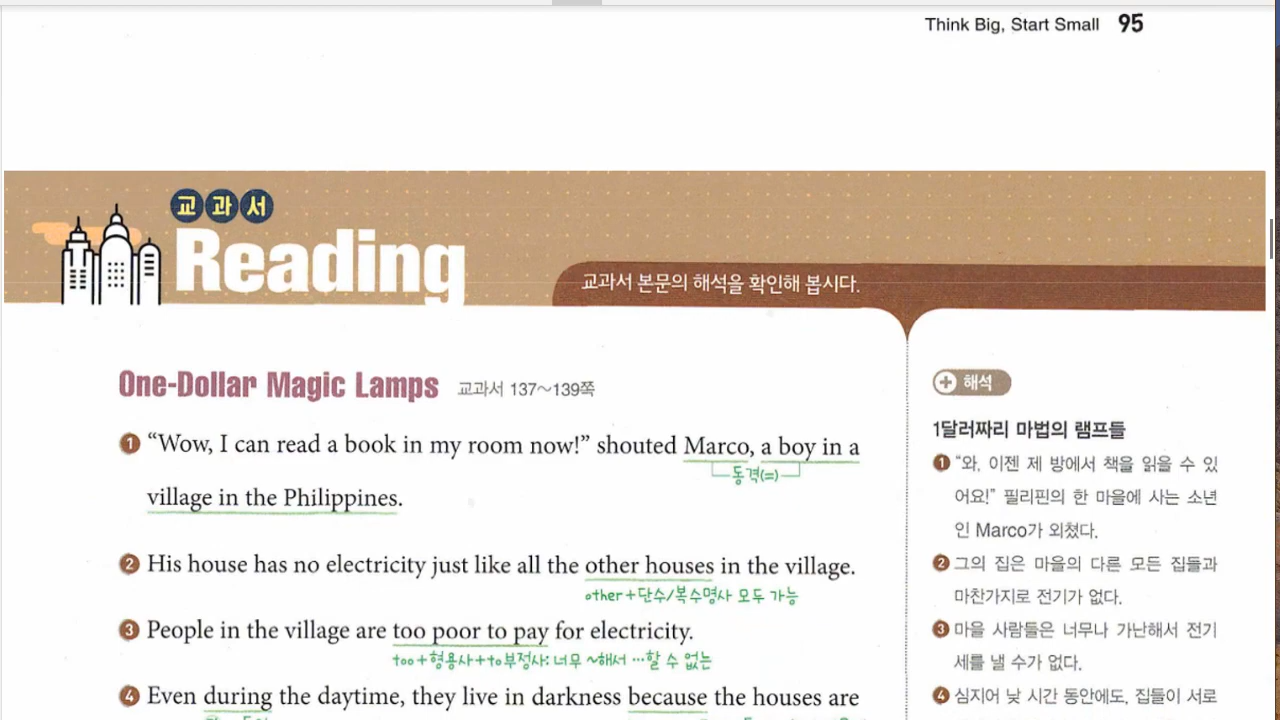 Think Big, Start Small 95
교과서
Reading
교과서 본문의 해석을 확인해 봅시다.
One-Dollar Magic Lamps 교과서 137~139쪽
❶ “Wow, I can read a book in my room now!” shouted Marco, a boy in a
동격(=)
village in the Philippines.
❷ His house has no electricity just like all the other houses in the village.
other+단수/복수명사 모두 가능
❸ People in the village are too poor to pay for electricity.
too+형용사+to부정사: 너무 ~해서 …할 수 없는
❹ Even during the daytime, they live in darkness because the houses are
해석
1달러짜리 마법의 램프들
❶ “와, 이젠 제 방에서 책을 읽을 수 있
어요!” 필리핀의 한 마을에 사는 소년
인 Marco가 외쳤다.
❷ 그의 집은 마을의 다른 모든 집들과
마찬가지로 전기가 없다.
❸ 마을 사람들은 너무나 가난해서 전기
세를 낼 수가 없다.
❹ 심지어 낮 시간 동안에도, 집들이 서로